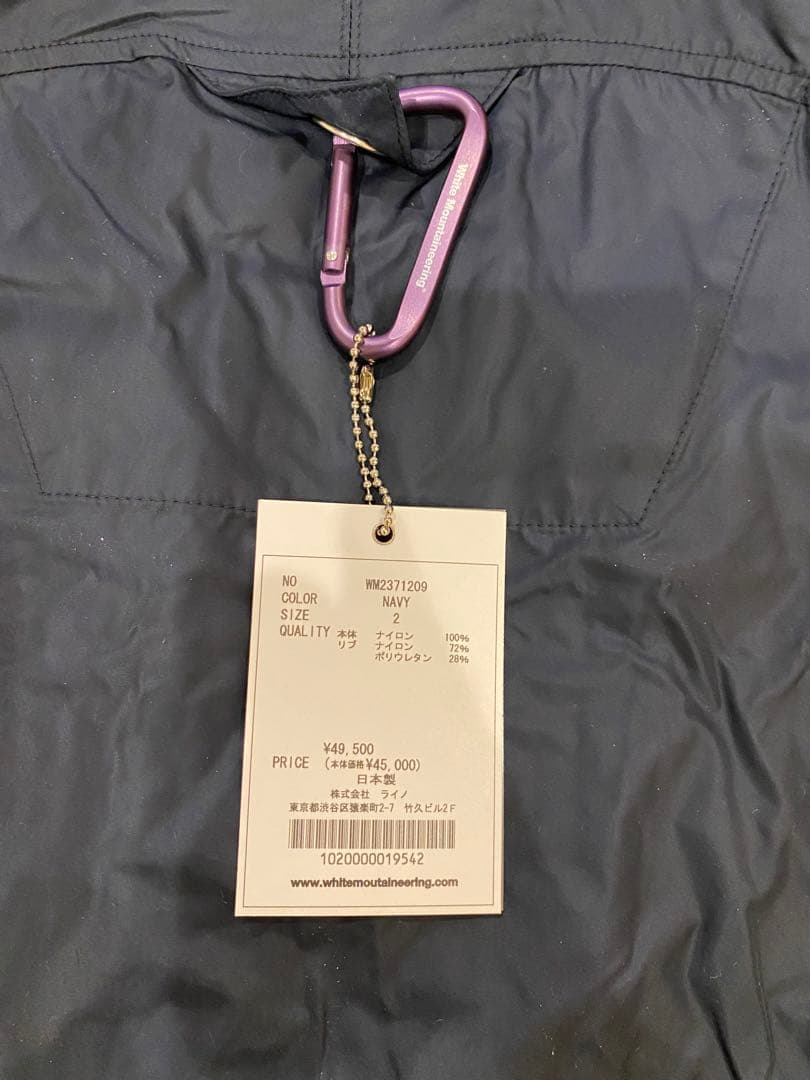 White Mountaineering®
NO WM2371209
COLOR NAVY
SIZE 2
QUALITY 本体 ナイロン 100%
リブ ナイロン 72%
ポリウレタン 28%
¥49,500
PRICE (本体価格¥45,000)
日本製
株式会社 ライノ
東京都渋谷区猿楽町2-7 竹久ビル2F
1020000019542
www.whitemoutaineering.com